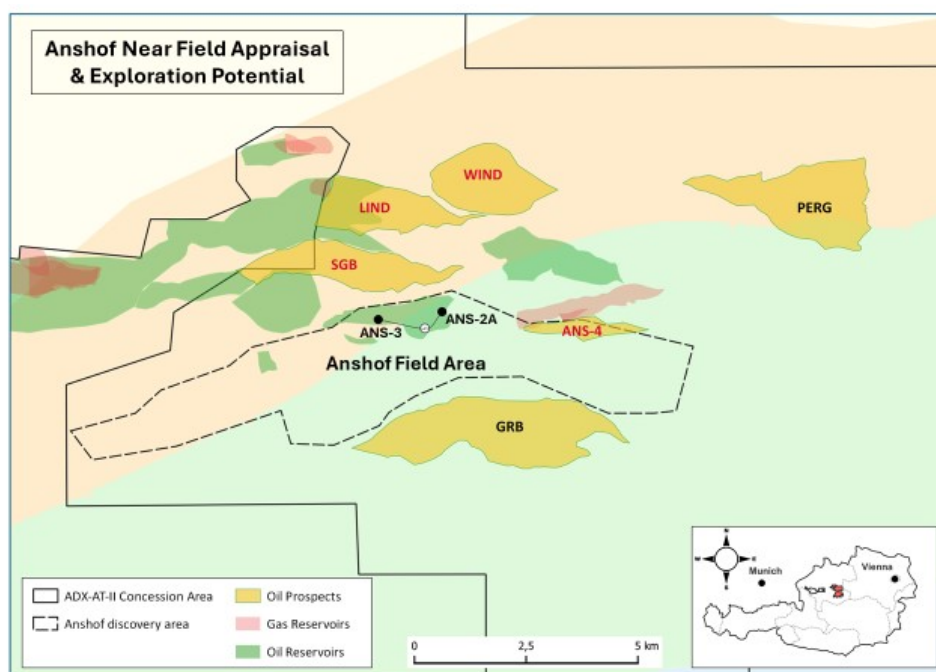 Anshof Near Field Appraisal
& Exploration Potential
WIND
LIND
PERG
SGB
ANS-2A
ANS-3
ANS-4
Anshof Field Area
GRB
ADX-AT-II Concession Area
Anshof discovery area
Oil Prospects
Gas Reservoirs
Oil Reservoirs
0
2,5
5 km
N
W
E
S
Munich
Vienna